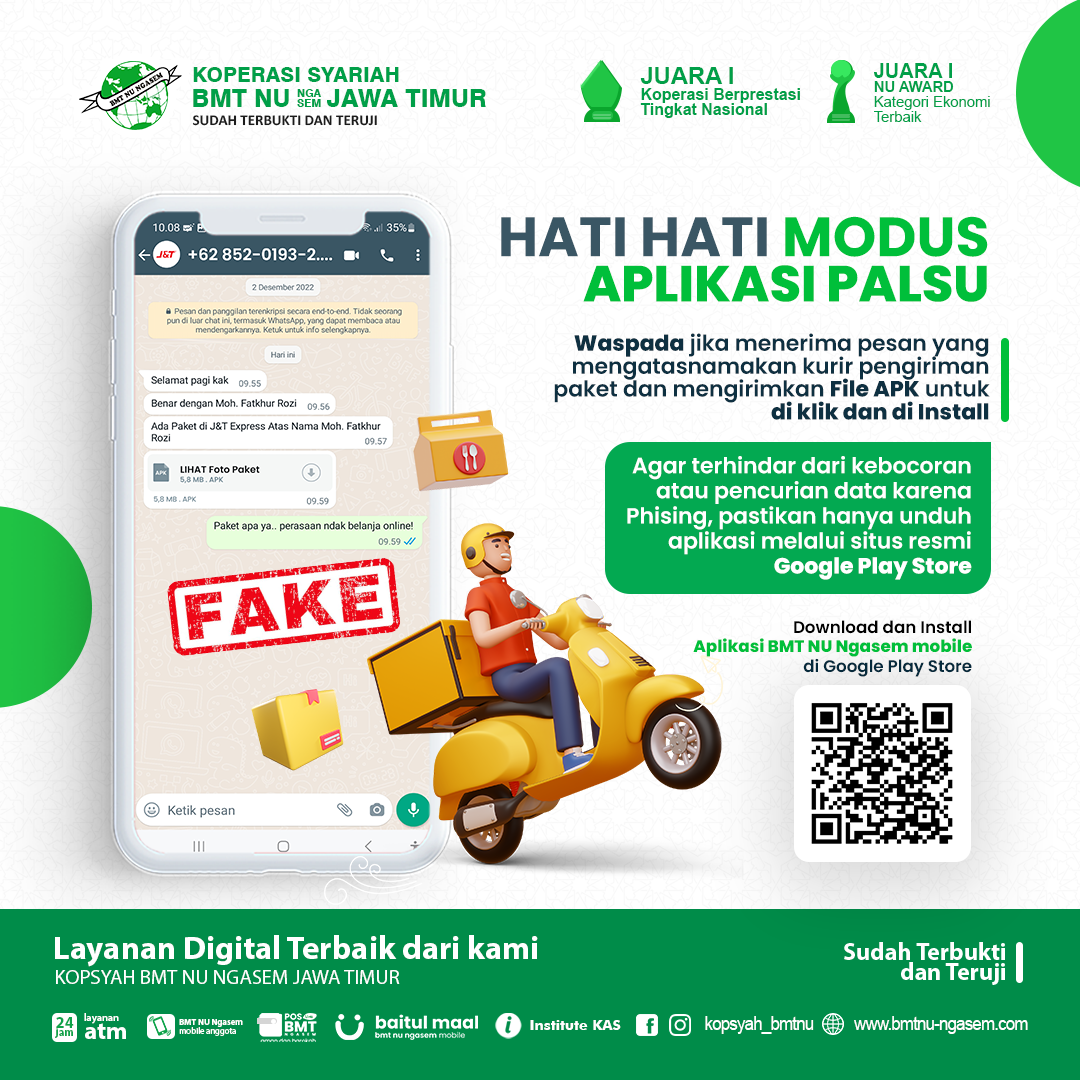 BMT NU NGASEM
KOPERASI SYARIAH
BMT NU NGA SEM JAWA TIMUR
SUDAH TERBUKTI DAN TERUJI
JUARA I
Koperasi Berprestasi
Tingkat Nasional
JUARA I
NU AWARD
Kategori Ekonomi
Terbaik
HATI HATI MODUS
APLIKASI PALSU
Waspada jika menerima pesan yang
mengatasnamakan kurir pengiriman
paket dan mengirimkan File APK untuk
di klik dan di Install
Agar terhindar dari kebocoran
atau pencurian data karena
Phising, pastikan hanya unduh
aplikasi melalui situs resmi
Google Play Store
Download dan Install
Aplikasi BMT NU Ngasem mobile
di Google Play Store
10.08
35%
J&T
+62 852-0193-2....
2 Desember 2022
Pesan dan panggilan terenkripsi secara end-to-end. Tidak seorang
pun di luar chat ini, termasuk WhatsApp, yang dapat membaca atau
mendengarkannya. Ketuk untuk info selengkapnya.
Hari ini
Selamat pagi kak 09.55
Benar dengan Moh. Fatkhur Rozi 09.56
Ada Paket di J&T Express Atas Nama Moh. Fatkhur
Rozi 09.57
APK
LIHAT Foto Paket
5,8 MB . APK
5,8 MB . APK 09.59
Paket apa ya.. perasaan ndak belanja online!
09.59
FAKE
Ketik pesan
Layanan Digital Terbaik dari kami
KOPSYAH BMT NU NGASEM JAWA TIMUR
Sudah Terbukti
dan Teruji
24 jam layanan atm
BMT NU Ngasem
mobile anggota
POS
BMT
NGASEM
aman dan barokah
baitul maal
bmt nu ngasem mobile
Institute KAS
kopsyah_bmtnu
www.bmtnu-ngasem.com